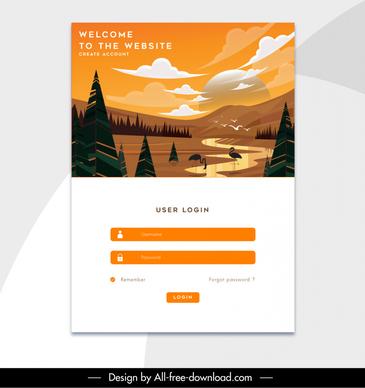 WELCOME
TO THE WEBSITE
CREATE ACCOUNT
USER LOGIN
Username
Password
Remember
Forgot password ?
LOGIN
Design by All-free-download.com